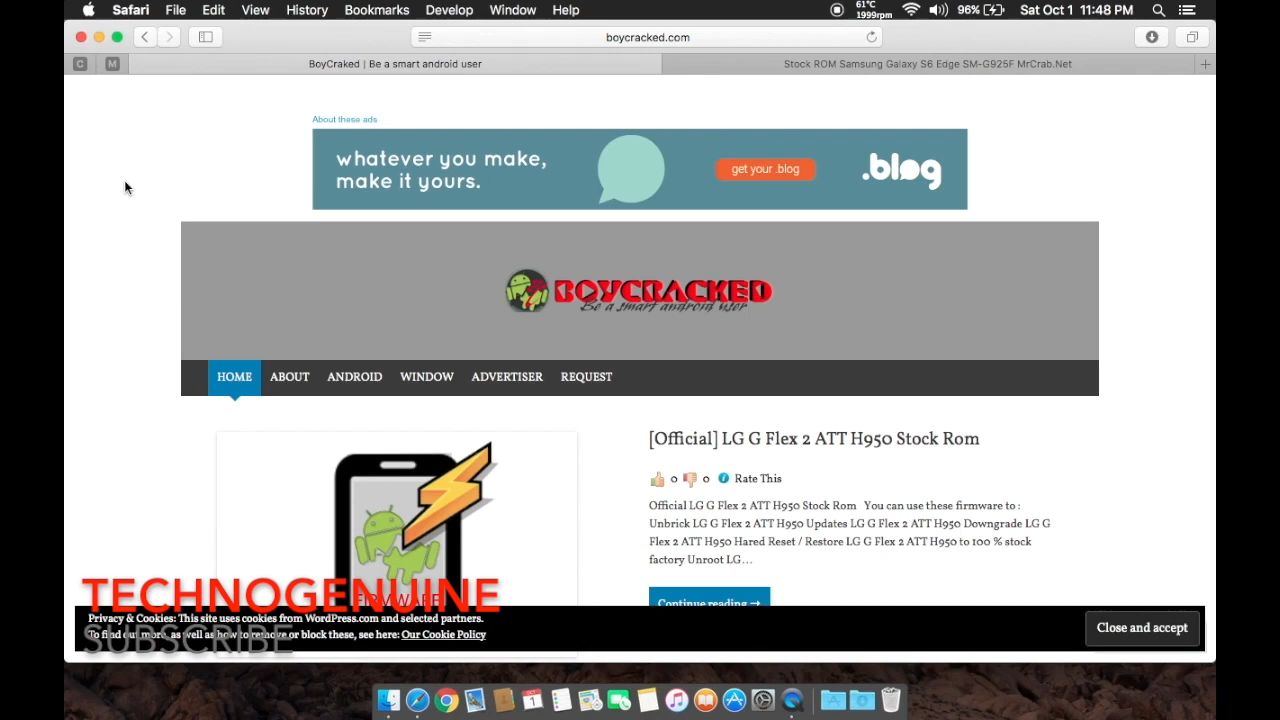 Safari File Edit View History Bookmarks Develop Window Help 61°C 1999rpm 96% Sat Oct 1 11:48 PM
boycracked.com
C M BoyCraked | Be a smart android user Stock ROM Samsung Galaxy S6 Edge SM-G925F MrCrab.Net
About these ads
whatever you make,
make it yours.
get your .blog
.blog
BOYCRACKED
Be a smart android user
HOME ABOUT ANDROID WINDOW ADVERTISER REQUEST
[Official] LG G Flex 2 ATT H950 Stock Rom
0 0 Rate This
Official LG G Flex 2 ATT H950 Stock Rom You can use these firmware to :
Unbrick LG G Flex 2 ATT H950 Updates LG G Flex 2 ATT H950 Downgrade LG G
Flex 2 ATT H950 Hared Reset / Restore LG G Flex 2 ATT H950 to 100 % stock
factory Unroot LG...
Continue reading →
FIRMWARE
TECHNOGENUINE
SUBSCRIBE
Privacy & Cookies: This site uses cookies from WordPress.com and selected partners.
To find out more, as well as how to remove or block these, see here: Our Cookie Policy
Close and accept